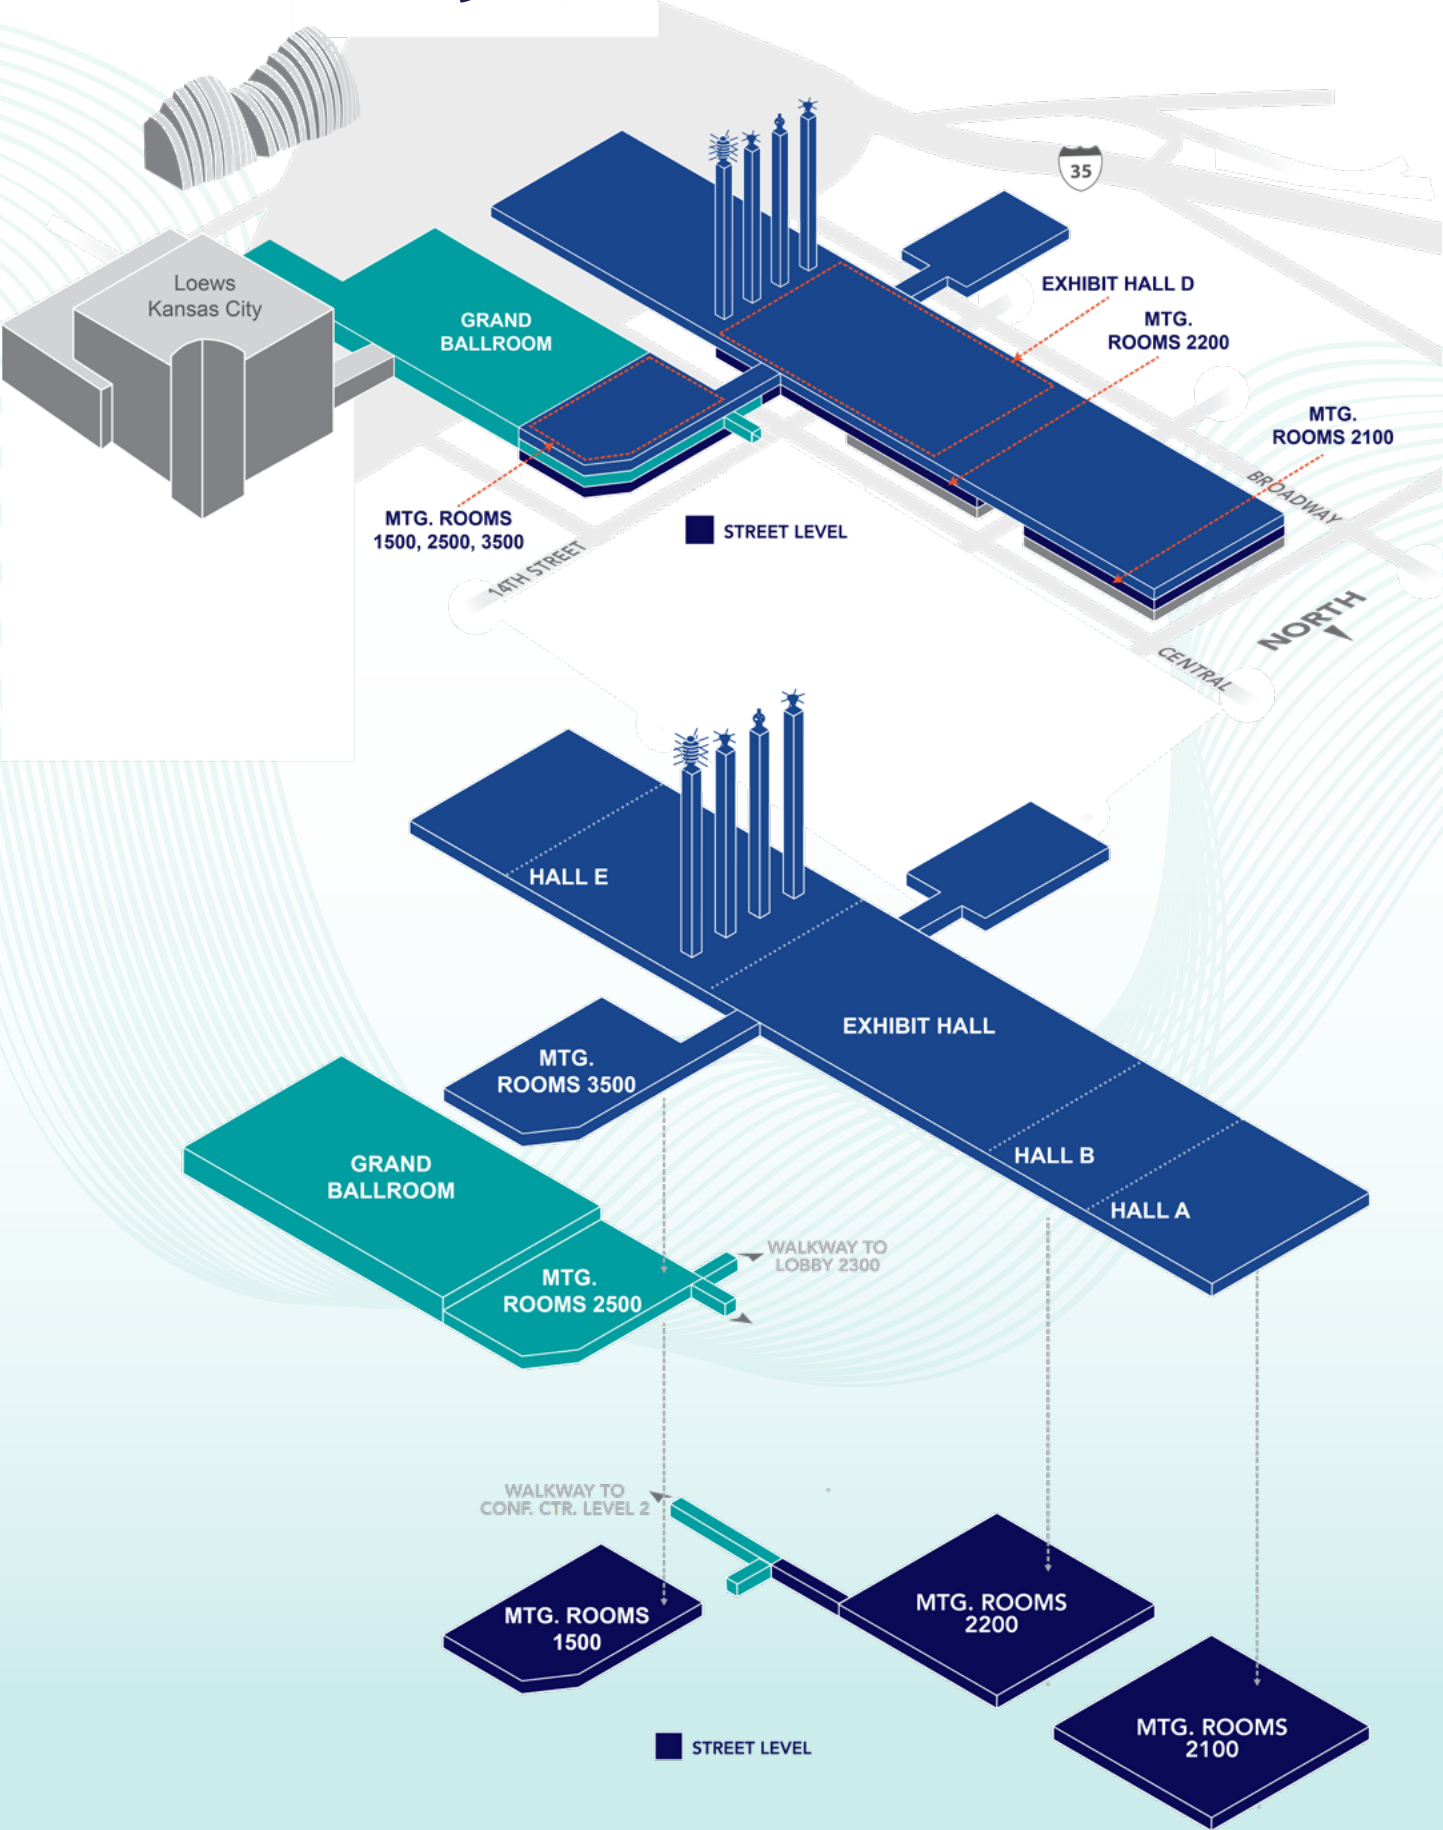 35
Loews
Kansas City
EXHIBIT HALL D
GRAND
BALLROOM
MTG.
ROOMS 2200
MTG.
ROOMS 2100
BROADWAY
MTG. ROOMS
1500, 2500, 3500
STREET LEVEL
14TH STREET
NORTH
CENTRAL
HALL E
EXHIBIT HALL
MTG.
ROOMS 3500
HALL B
GRAND
BALLROOM
HALL A
WALKWAY TO
LOBBY 2300
MTG.
ROOMS 2500
WALKWAY TO
CONF. CTR. LEVEL 2
MTG. ROOMS
2200
MTG. ROOMS
1500
MTG. ROOMS
2100
STREET LEVEL